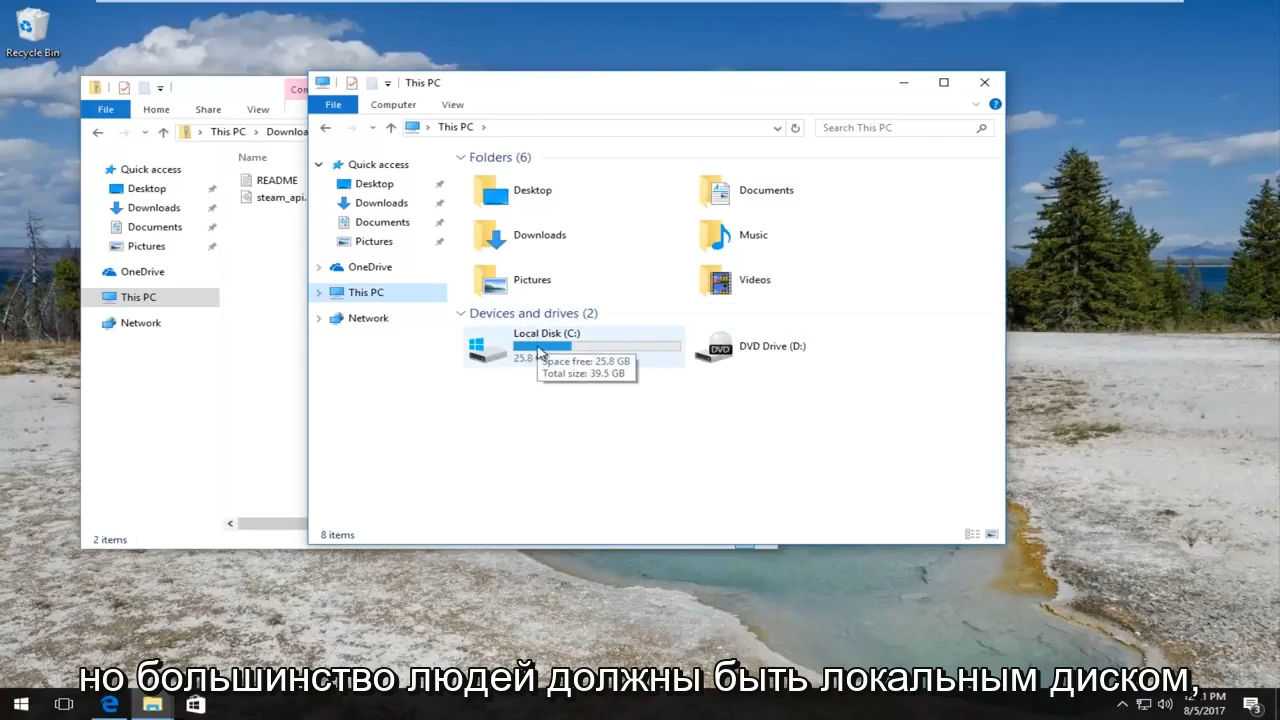 Recycle Bin
This PC
File
Home
Share
View
This PC
Name
Quick access
Desktop
Downloads
Documents
Pictures
OneDrive
This PC
Network
README
2 items
This PC
File
Computer
View
This PC
Search This PC
Quick access
Desktop
Downloads
Documents
Pictures
OneDrive
This PC
Network
Folders (6)
Desktop
Documents
Downloads
Music
Pictures
Videos
Devices and drives (2)
Local Disk (C:)
Space free: 25.8 GB
Total size: 39.5 GB
DVD
DVD Drive (D:)
8 items
но большинство людей должны быть локальным диском,
8/5/2017
3